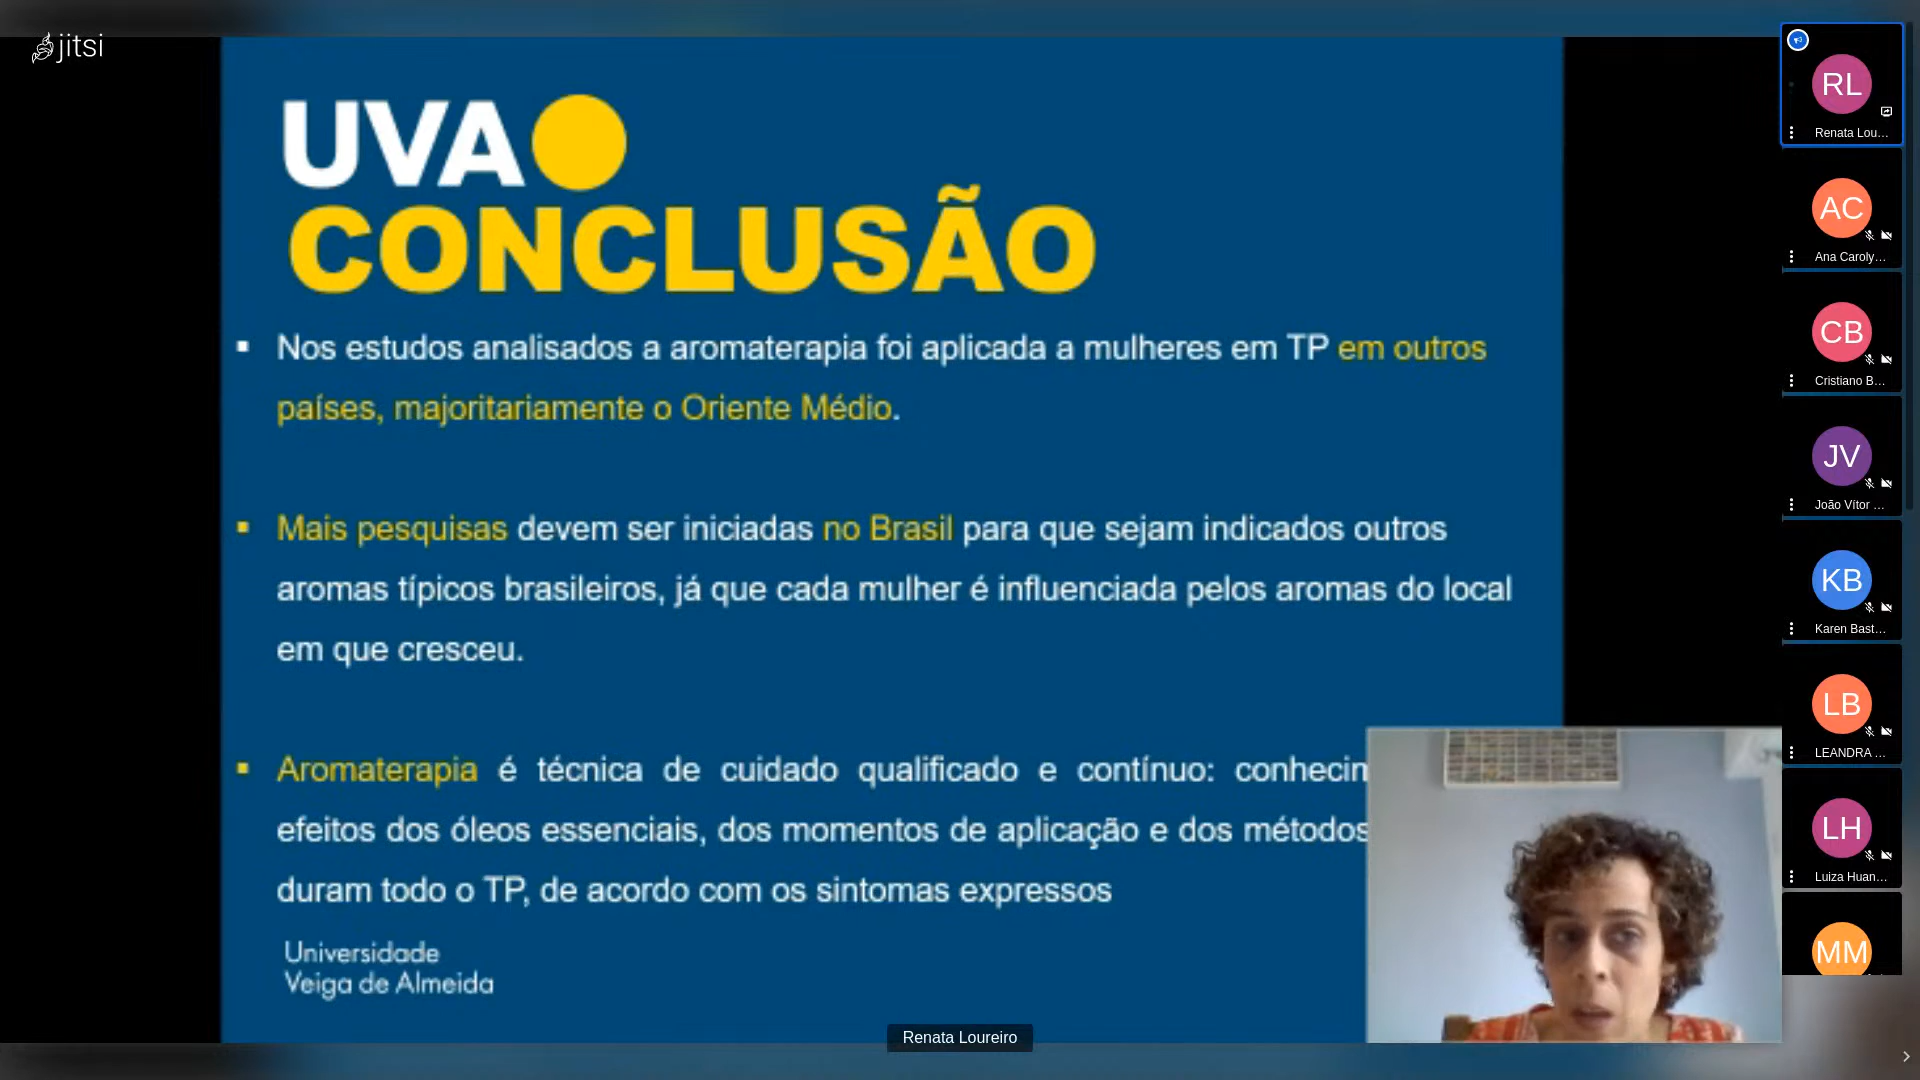 jitsi
UVA
CONCLUSÃO
▪ Nos estudos analisados a aromaterapia foi aplicada a mulheres em TP em outros
países, majoritariamente o Oriente Médio.
▪ Mais pesquisas devem ser iniciadas no Brasil para que sejam indicados outros
aromas típicos brasileiros, já que cada mulher é influenciada pelos aromas do local
em que cresceu.
▪ Aromaterapia é técnica de cuidado qualificado e contínuo: conhecim
efeitos dos óleos essenciais, dos momentos de aplicação e dos métodos
duram todo o TP, de acordo com os sintomas expressos
Universidade
Veiga de Almeida
Renata Loureiro
RL
Renata Lou...
AC
Ana Caroly...
CB
Cristiano B...
JV
João Vítor ...
KB
Karen Bast...
LB
LEANDRA ...
LH
Luiza Huan...
MM